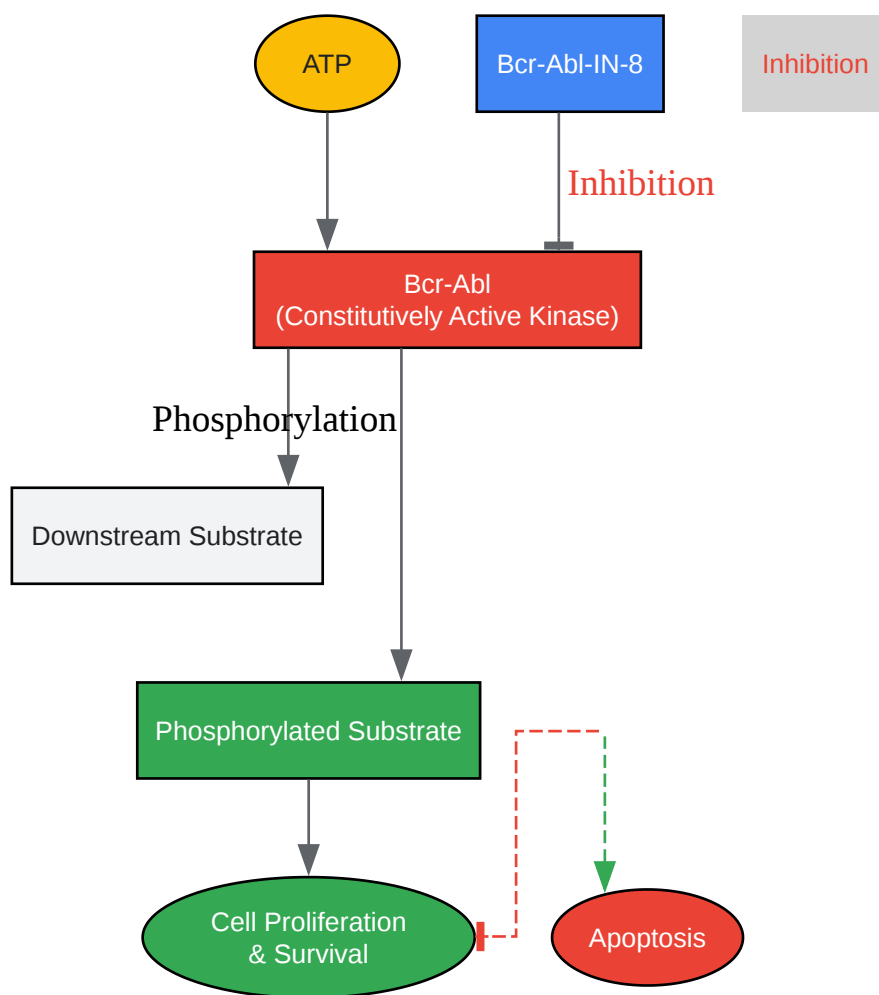 ATP
Bcr-Abl-IN-8
Inhibition
Inhibition
Bcr-Abl
(Constitutively Active Kinase)
Phosphorylation
Downstream Substrate
Phosphorylated Substrate
Cell Proliferation
& Survival
Apoptosis